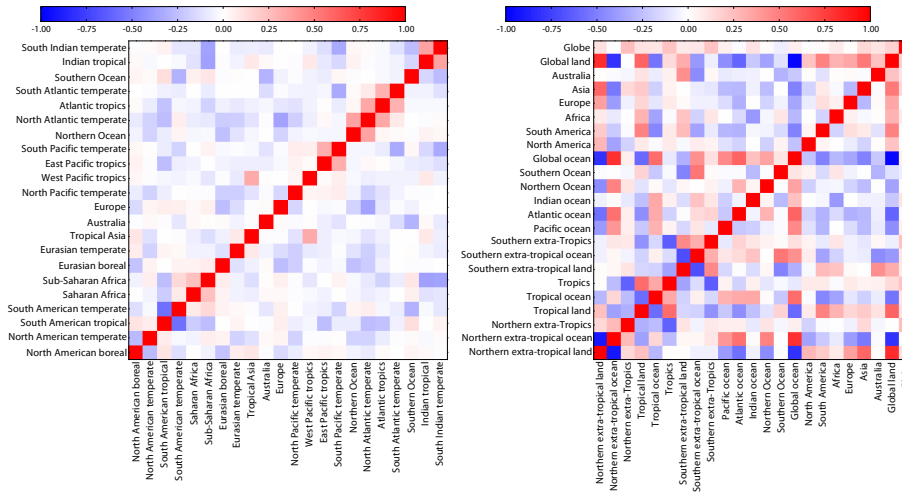 -1.00 -0.75 -0.50 -0.25 0.00 0.25 0.50 0.75 1.00
South Indian temperate
Indian tropical
Southern Ocean
South Atlantic temperate
Atlantic tropics
North Atlantic temperate
Northern Ocean
South Pacific temperate
East Pacific tropics
West Pacific tropics
North Pacific temperate
Europe
Australia
Tropical Asia
Eurasian temperate
Eurasian boreal
Sub-Saharan Africa
Saharan Africa
South American temperate
South American tropical
North American temperate
North American boreal
North American boreal
North American temperate
South American tropical
South American temperate
Saharan Africa
Sub-Saharan Africa
Eurasian boreal
Eurasian temperate
Tropical Asia
Australia
Europe
North Pacific temperate
West Pacific tropics
East Pacific tropics
South Pacific temperate
Northern Ocean
North Atlantic temperate
Atlantic tropics
South Atlantic temperate
Southern Ocean
Indian tropical
South Indian temperate
-1.00 -0.75 -0.50 -0.25 0.00 0.25 0.50 0.75 1.00
Globe
Global land
Australia
Asia
Europe
Africa
South America
North America
Global ocean
Southern Ocean
Northern Ocean
Indian ocean
Atlantic ocean
Pacific ocean
Southern extra-Tropics
Southern extra-tropical ocean
Southern extra-tropical land
Tropics
Tropical ocean
Tropical land
Northern extra-Tropics
Northern extra-tropical ocean
Northern extra-tropical land
Northern extra-tropical land
Northern extra-tropical ocean
Northern extra-Tropics
Tropical land
Tropical ocean
Tropics
Southern extra-tropical land
Southern extra-tropical ocean
Southern extra-Tropics
Pacific ocean
Atlantic ocean
Indian ocean
Northern Ocean
Southern Ocean
Global ocean
North America
South America
Africa
Europe
Asia
Australia
Global land